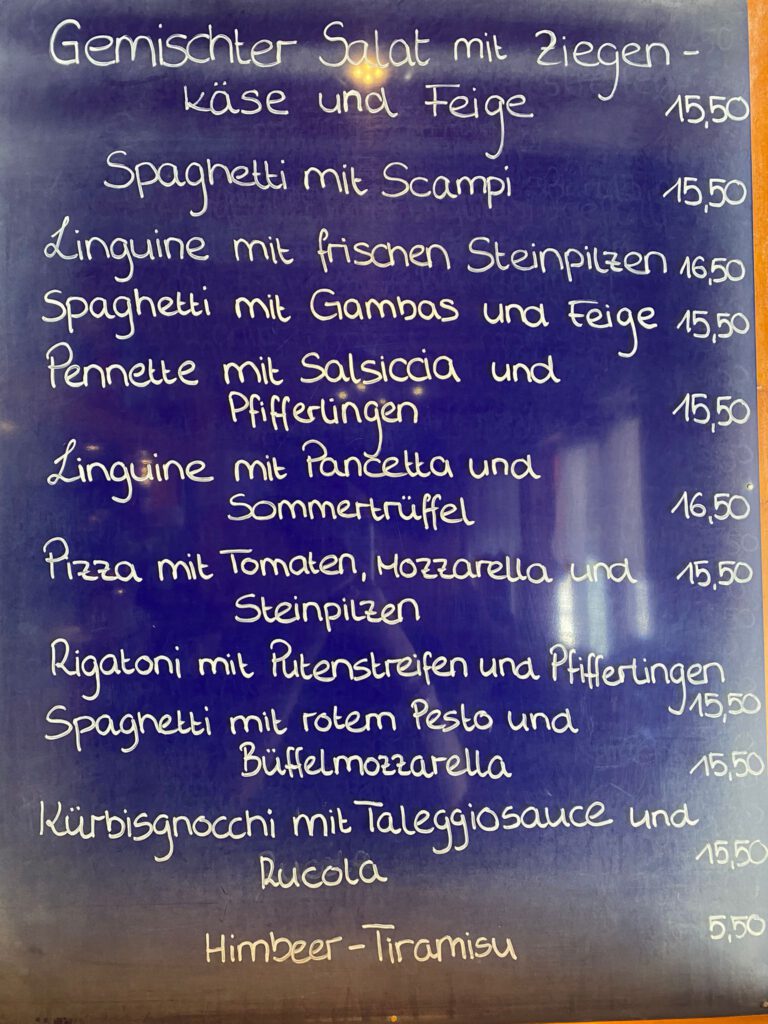 Gemischter Salat mit Ziegen-
käse und Feige 15,50
Spaghetti mit Scampi 15,50
Linguine mit frischen Steinpilzen 16,50
Spaghetti mit Gambas und Feige 15,50
Pennette mit Salsiccia und
Pfifferlingen 15,50
Linguine mit Pancetta und
Sommertrüffel 16,50
Pizza mit Tomaten, Mozzarella und 15,50
Steinpilzen
Rigatoni mit Putenstreifen und Pfifferlingen
15,50
Spaghetti mit rotem Pesto und
Büffelmozzarella 15,50
Kürbisgnocchi mit Taleggiosauce und
Rucola 15,50
Himbeer-Tiramisu 5,50